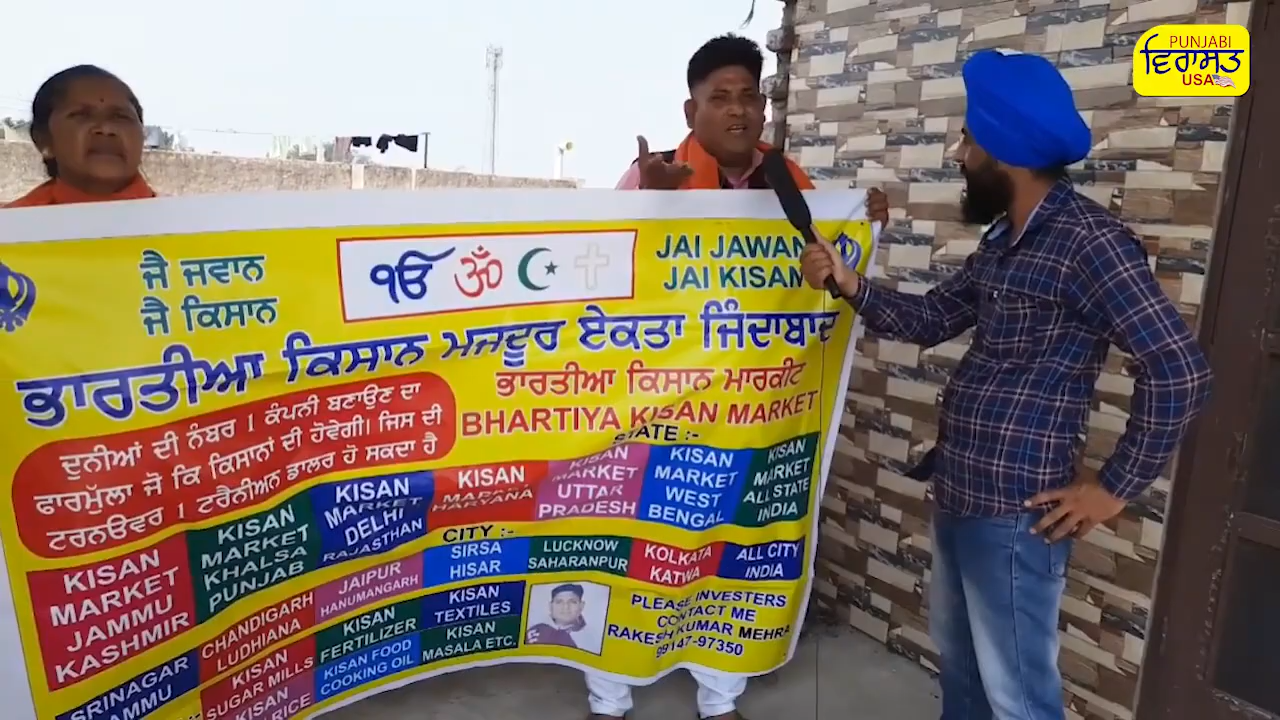 PUNJABI
ਵਿਰਾਸਤ
USA
ਜੈ ਜਵਾਨ
ਜੈ ਕਿਸਾਨ
ੴ ॐ ☪ ✝
JAI JAWAN
JAI KISAN
ਭਾਰਤੀਆ ਕਿਸਾਨ ਮਜਦੂਰ ਏਕਤਾ ਜਿੰਦਾਬਾਦ
ਦੁਨੀਆਂ ਦੀ ਨੰਬਰ 1 ਕੰਪਨੀ ਬਣਾਉਣ ਦਾ
ਫਾਰਮੁੱਲਾ ਜੋ ਕਿ ਕਿਸਾਨਾਂ ਦੀ ਹੋਵੇਗੀ। ਜਿਸ ਦੀ
ਟਰਨਓਵਰ 1 ਟਰੈਨੀਅਨ ਡਾਲਰ ਹੋ ਸਕਦਾ ਹੈ
ਭਾਰਤੀਆ ਕਿਸਾਨ ਮਾਰਕੀਟ
BHARTIYA KISAN MARKET
STATE :-
KISAN
MARKET
JAMMU
KASHMIR
KISAN
MARKET
KHALSA
PUNJAB
KISAN
MARKET
DELHI
RAJASTHAN
KISAN
MARKET
HARYANA
KISAN
MARKET
UTTAR
PRADESH
KISAN
MARKET
WEST
BENGAL
KISAN
MARKET
ALL STATE
INDIA
CITY :-
SRINAGAR
JAMMU
CHANDIGARH
LUDHIANA
JAIPUR
HANUMANGARH
SIRSA
HISAR
LUCKNOW
SAHARANPUR
KOLKATA
KATWA
ALL CITY
INDIA
KISAN
SUGAR MILLS
KISAN
RICE
KISAN
FERTILIZER
KISAN FOOD
COOKING OIL
KISAN
TEXTILES
KISAN
MASALA ETC.
PLEASE INVESTERS
CONTACT ME
RAKESH KUMAR MEHRA
99147-97350